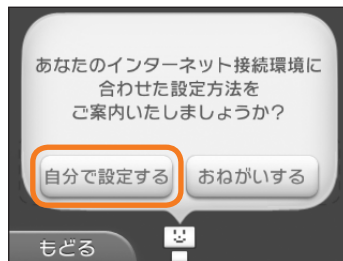 あなたのインターネット接続環境に
合わせた設定方法を
ご案内いたしましょうか?
自分で設定する
おねがいする
もどる